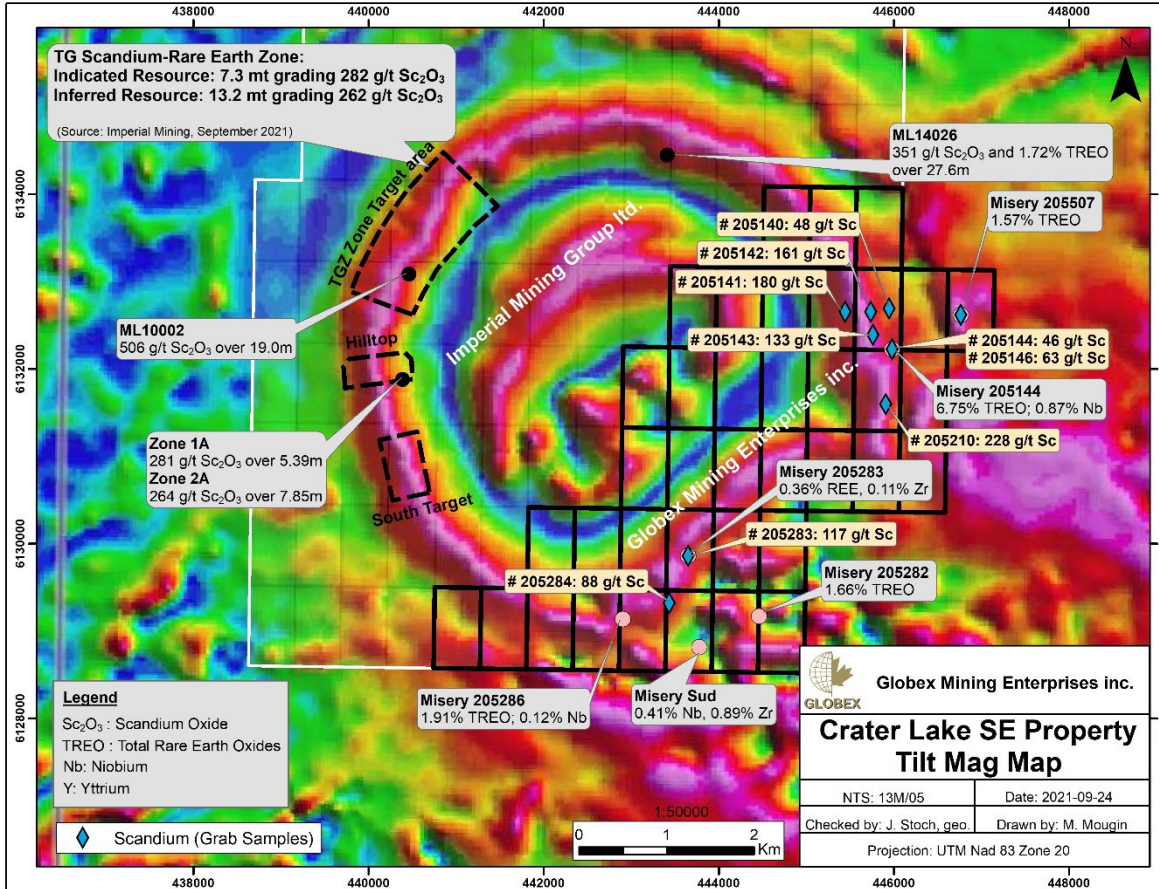 438000
440000
442000
444000
446000
448000
TG Scandium-Rare Earth Zone:
Indicated Resource: 7.3 mt grading 282 g/t Sc₂O₃
Inferred Resource: 13.2 mt grading 262 g/t Sc₂O₃
(Source: Imperial Mining, September 2021)
N
ML14026
351 g/t Sc₂O₃ and 1.72% TREO
over 27.6m
6134000
6134000
TGZ Zone Target area
Misery 205507
1.57% TREO
# 205140: 48 g/t Sc
# 205142: 161 g/t Sc
# 205141: 180 g/t Sc
Imperial Mining Group ltd.
ML10002
506 g/t Sc₂O₃ over 19.0m
# 205143: 133 g/t Sc
# 205144: 46 g/t Sc
# 205146: 63 g/t Sc
Hilltop
6132000
6132000
Misery 205144
6.75% TREO; 0.87% Nb
# 205210: 228 g/t Sc
Zone 1A
281 g/t Sc₂O₃ over 5.39m
Zone 2A
264 g/t Sc₂O₃ over 7.85m
South Target
Globex Mining Enterprises inc.
Misery 205283
0.36% REE, 0.11% Zr
# 205283: 117 g/t Sc
6130000
6130000
# 205284: 88 g/t Sc
Misery 205282
1.66% TREO
Misery 205286
1.91% TREO; 0.12% Nb
Misery Sud
0.41% Nb, 0.89% Zr
6128000
6128000
Legend
Sc₂O₃ : Scandium Oxide
TREO : Total Rare Earth Oxides
Nb: Niobium
Y: Yttrium
Scandium (Grab Samples)
1:50000
0
1
2
Km
GLOBEX
Globex Mining Enterprises inc.
Crater Lake SE Property
Tilt Mag Map
NTS: 13M/05
Date: 2021-09-24
Checked by: J. Stoch, geo.
Drawn by: M. Mougin
Projection: UTM Nad 83 Zone 20
438000
440000
442000
444000
446000
448000